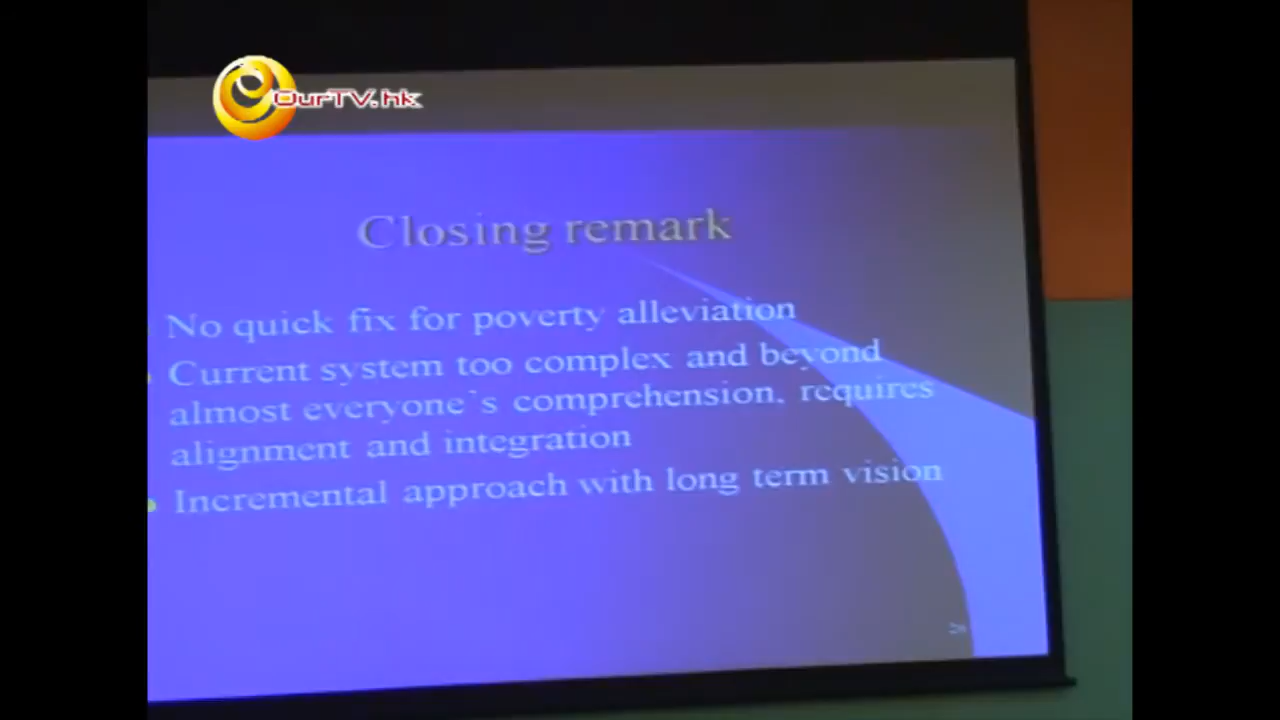 OurTV.hk
Closing remark
No quick fix for poverty alleviation
Current system too complex and beyond
almost everyone's comprehension, requires
alignment and integration
Incremental approach with long term vision